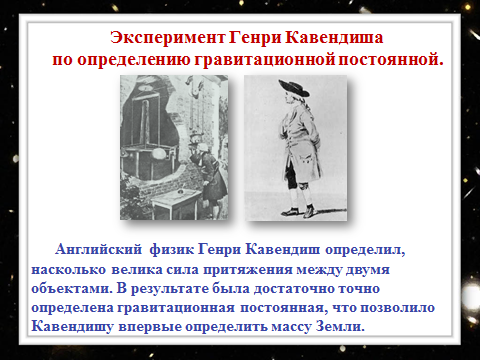 Эксперимент Генри Кавендиша
по определению гравитационной постоянной.
Английский физик Генри Кавендиш определил,
насколько велика сила притяжения между двумя
объектами. В результате была достаточно точно
определена гравитационная постоянная, что позволило
Кавендишу впервые определить массу Земли.